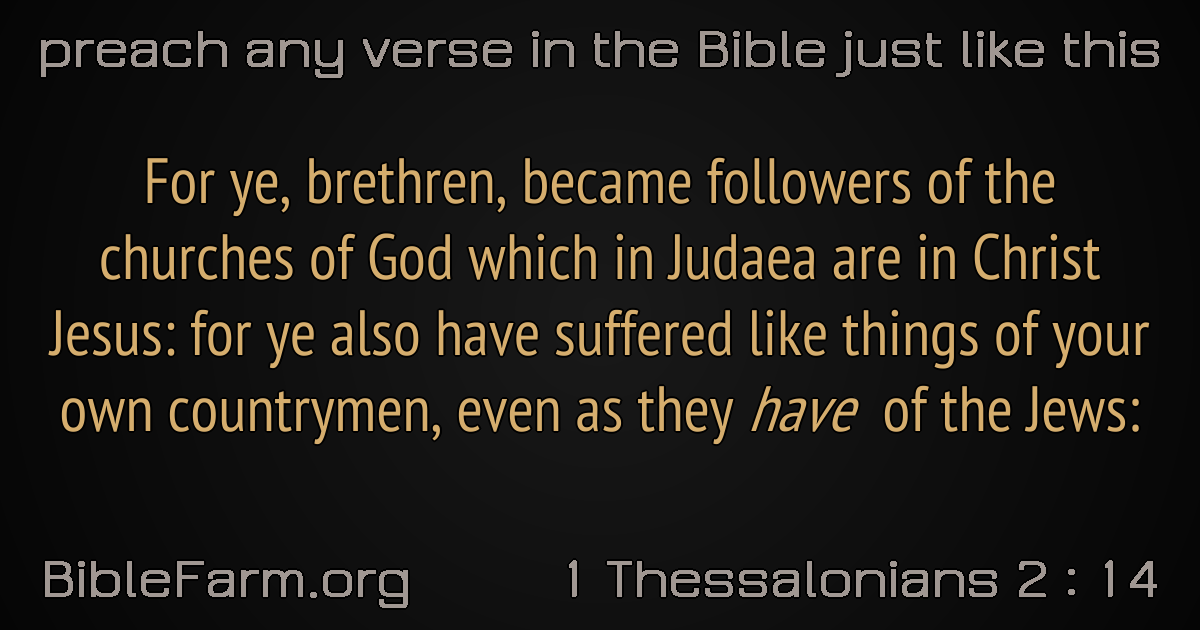 preach any verse in the Bible just like this
For ye, brethren, became followers of the
churches of God which in Judaea are in Christ
Jesus: for ye also have suffered like things of your
own countrymen, even as they have of the Jews:
BibleFarm.org
1 Thessalonians 2 : 14